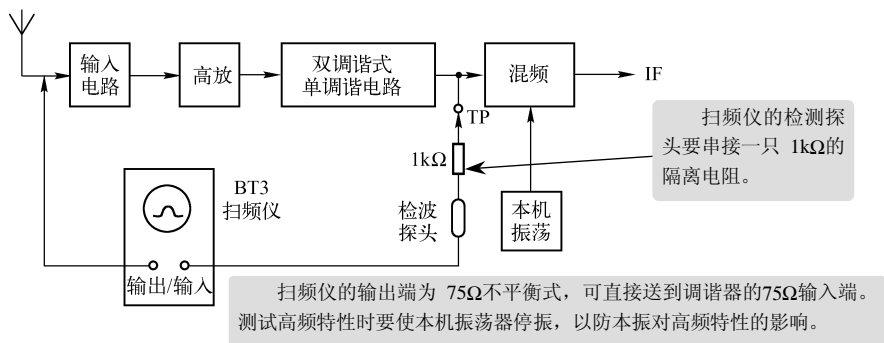 输入
电路
高放
双调谐式
单调谐电路
混频
IF
TP
扫频仪的检测探
头要串接一只 1kΩ的
隔离电阻。
1kΩ
BT3
扫频仪
检波
探头
本机
振荡
输出/输入
扫频仪的输出端为 75Ω不平衡式，可直接送到调谐器的75Ω输入端。
测试高频特性时要使本机振荡器停振，以防本振对高频特性的影响。